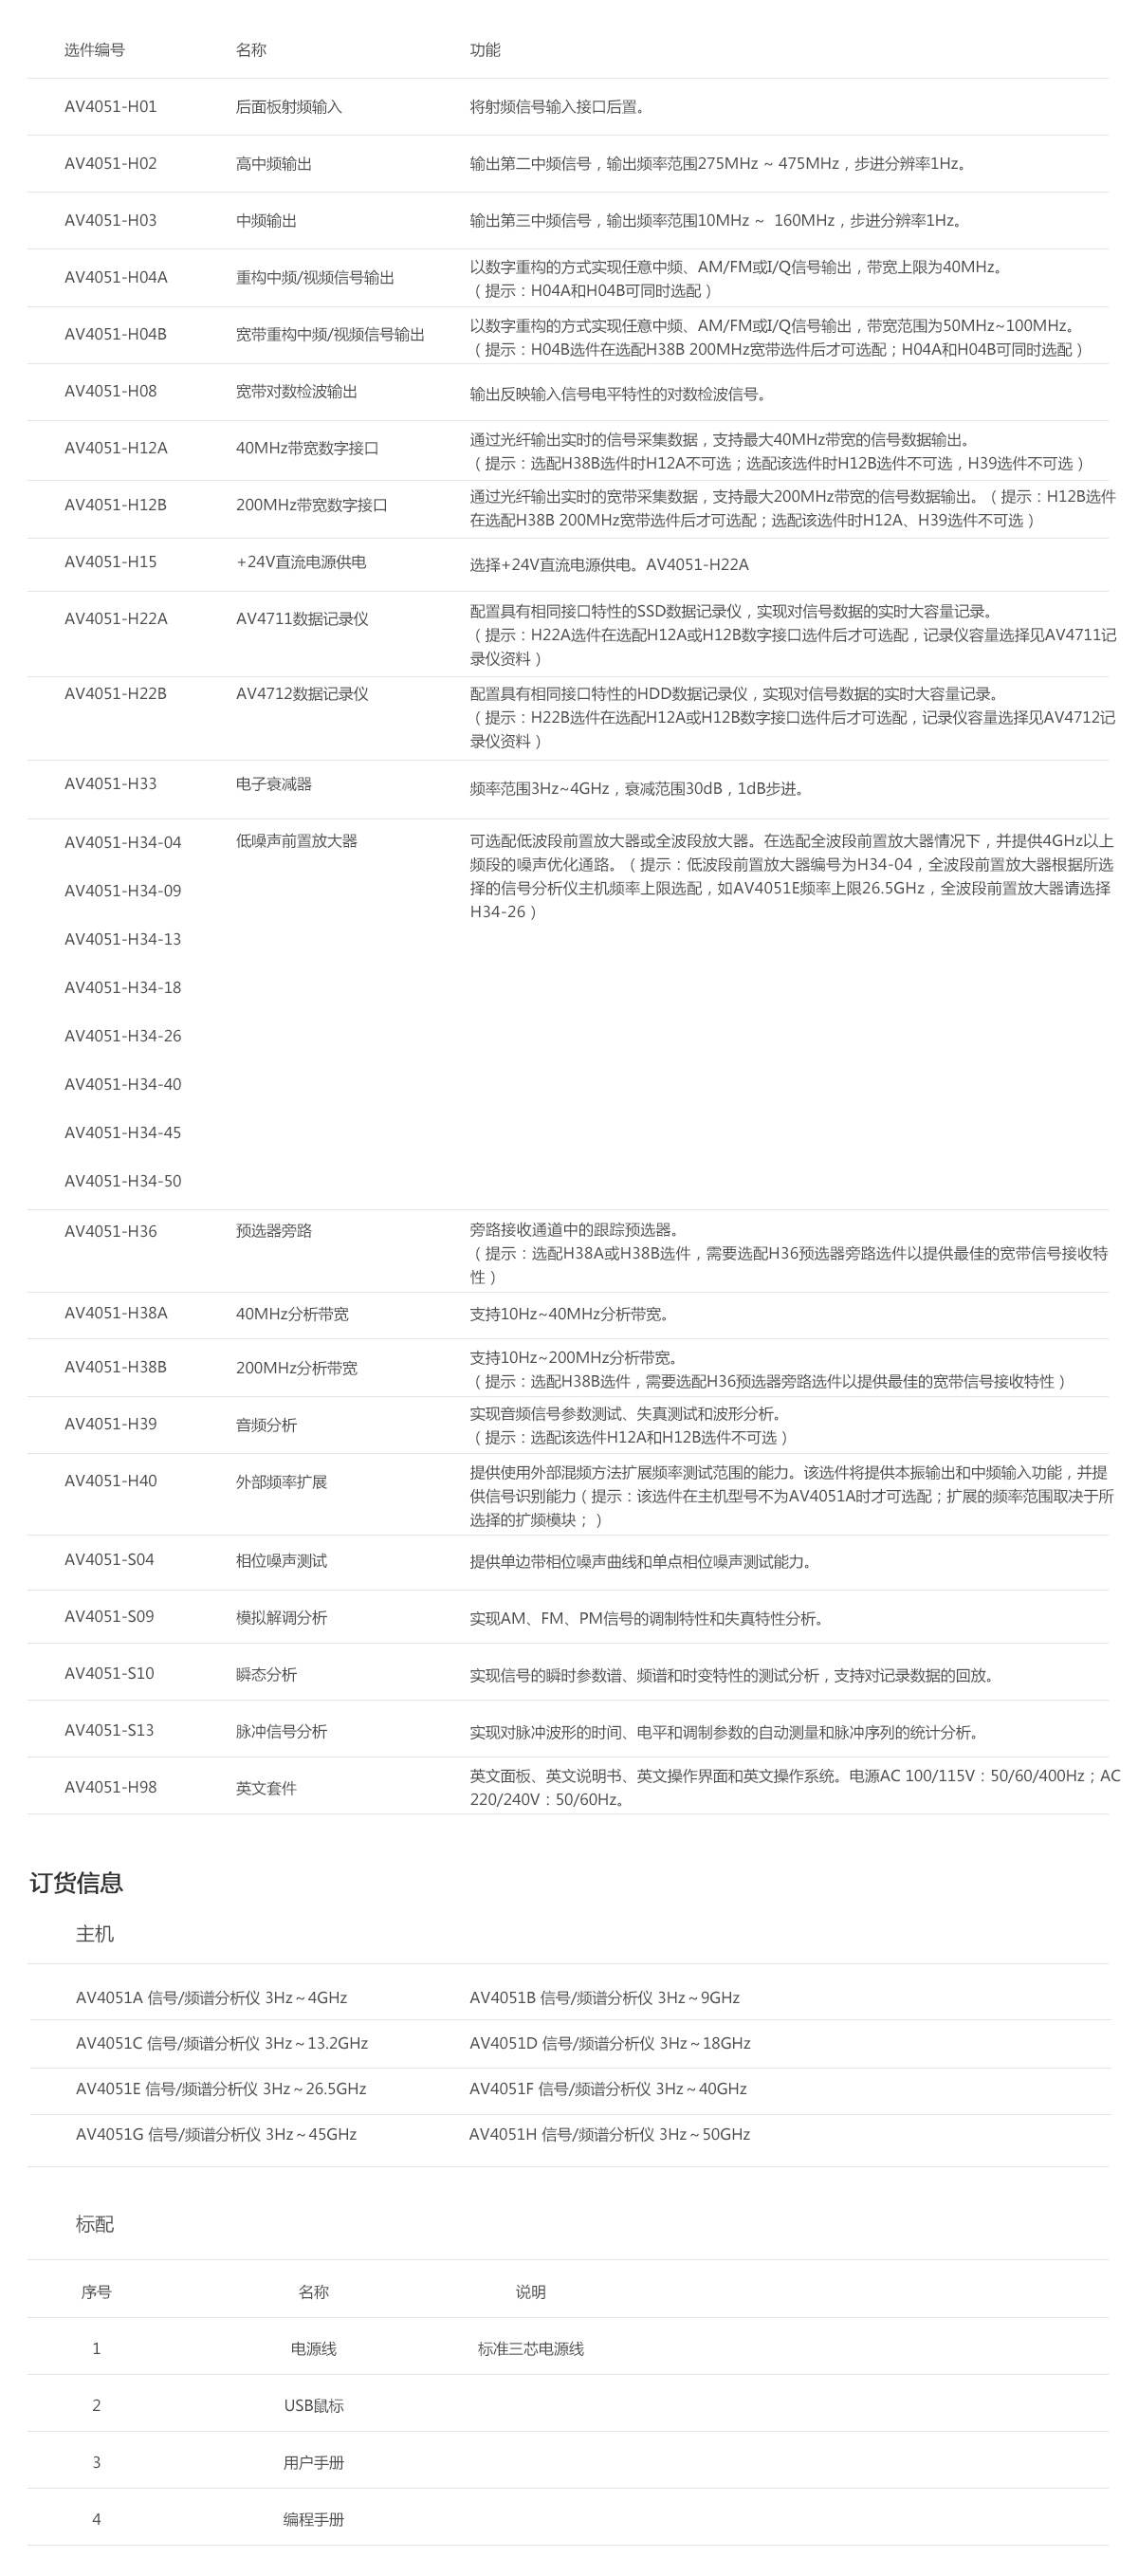 选件编号 名称 功能
AV4051-H01 后面板射频输入 将射频信号输入接口后置。
AV4051-H02 高中频输出 输出第二中频信号，输出频率范围275MHz ~ 475MHz，步进分辨率1Hz。
AV4051-H03 中频输出 输出第三中频信号，输出频率范围10MHz ~ 160MHz，步进分辨率1Hz。
AV4051-H04A 重构中频/视频信号输出 以数字重构的方式实现任意中频、AM/FM或I/Q信号输出，带宽上限为40MHz。
（提示：H04A和H04B可同时选配）
AV4051-H04B 宽带重构中频/视频信号输出 以数字重构的方式实现任意中频、AM/FM或I/Q信号输出，带宽范围为50MHz~100MHz。
（提示：H04B选件在选配H38B 200MHz宽带选件后才可选配；H04A和H04B可同时选配）
AV4051-H08 宽带对数检波输出 输出反映输入信号电平特性的对数检波信号。
AV4051-H12A 40MHz带宽数字接口 通过光纤输出实时的信号采集数据，支持最大40MHz带宽的信号数据输出。
（提示：选配H38B选件时H12A不可选；选配该选件时H12B选件不可选，H39选件不可选）
AV4051-H12B 200MHz带宽数字接口 通过光纤输出实时的宽带采集数据，支持最大200MHz带宽的信号数据输出。（提示：H12B选件
在选配H38B 200MHz宽带选件后才可选配；选配该选件时H12A、H39选件不可选）
AV4051-H15 +24V直流电源供电 选择+24V直流电源供电。AV4051-H22A
AV4051-H22A AV4711数据记录仪 配置具有相同接口特性的SSD数据记录仪，实现对信号数据的实时大容量记录。
（提示：H22A选件在选配H12A或H12B数字接口选件后才可选配，记录仪容量选择见AV4711记
录仪资料）
AV4051-H22B AV4712数据记录仪 配置具有相同接口特性的HDD数据记录仪，实现对信号数据的实时大容量记录。
（提示：H22B选件在选配H12A或H12B数字接口选件后才可选配，记录仪容量选择见AV4712记
录仪资料）
AV4051-H33 电子衰减器 频率范围3Hz~4GHz，衰减范围30dB，1dB步进。
AV4051-H34-04 低噪声前置放大器 可选配低波段前置放大器或全波段放大器。在选配全波段前置放大器情况下，并提供4GHz以上
频段的噪声优化通路。（提示：低波段前置放大器编号为H34-04，全波段前置放大器根据所选
择的信号分析仪主机频率上限选配，如AV4051E频率上限26.5GHz，全波段前置放大器请选择
H34-26）
AV4051-H34-09
AV4051-H34-13
AV4051-H34-18
AV4051-H34-26
AV4051-H34-40
AV4051-H34-45
AV4051-H34-50
AV4051-H36 预选器旁路 旁路接收通道中的跟踪预选器。
（提示：选配H38A或H38B选件，需要选配H36预选器旁路选件以提供最佳的宽带信号接收特
性）
AV4051-H38A 40MHz分析带宽 支持10Hz~40MHz分析带宽。
AV4051-H38B 200MHz分析带宽 支持10Hz~200MHz分析带宽。
（提示：选配H38B选件，需要选配H36预选器旁路选件以提供最佳的宽带信号接收特性）
AV4051-H39 音频分析 实现音频信号参数测试、失真测试和波形分析。
（提示：选配该选件H12A和H12B选件不可选）
AV4051-H40 外部频率扩展 提供使用外部混频方法扩展频率测试范围的能力。该选件将提供本振输出和中频输入功能，并提
供信号识别能力（提示：该选件在主机型号不为AV4051A时才可选配；扩展的频率范围取决于所
选择的扩频模块；）
AV4051-S04 相位噪声测试 提供单边带相位噪声曲线和单点相位噪声测试能力。
AV4051-S09 模拟解调分析 实现AM、FM、PM信号的调制特性和失真特性分析。
AV4051-S10 瞬态分析 实现信号的瞬时参数谱、频谱和时变特性的测试分析，支持对记录数据的回放。
AV4051-S13 脉冲信号分析 实现对脉冲波形的时间、电平和调制参数的自动测量和脉冲序列的统计分析。
AV4051-H98 英文套件 英文面板、英文说明书、英文操作界面和英文操作系统。电源AC 100/115V：50/60/400Hz；AC
220/240V：50/60Hz。
订货信息
主机
AV4051A 信号/频谱分析仪 3Hz～4GHz AV4051B 信号/频谱分析仪 3Hz～9GHz
AV4051C 信号/频谱分析仪 3Hz～13.2GHz AV4051D 信号/频谱分析仪 3Hz～18GHz
AV4051E 信号/频谱分析仪 3Hz～26.5GHz AV4051F 信号/频谱分析仪 3Hz～40GHz
AV4051G 信号/频谱分析仪 3Hz～45GHz AV4051H 信号/频谱分析仪 3Hz～50GHz
标配
序号 名称 说明
1 电源线 标准三芯电源线
2 USB鼠标
3 用户手册
4 编程手册